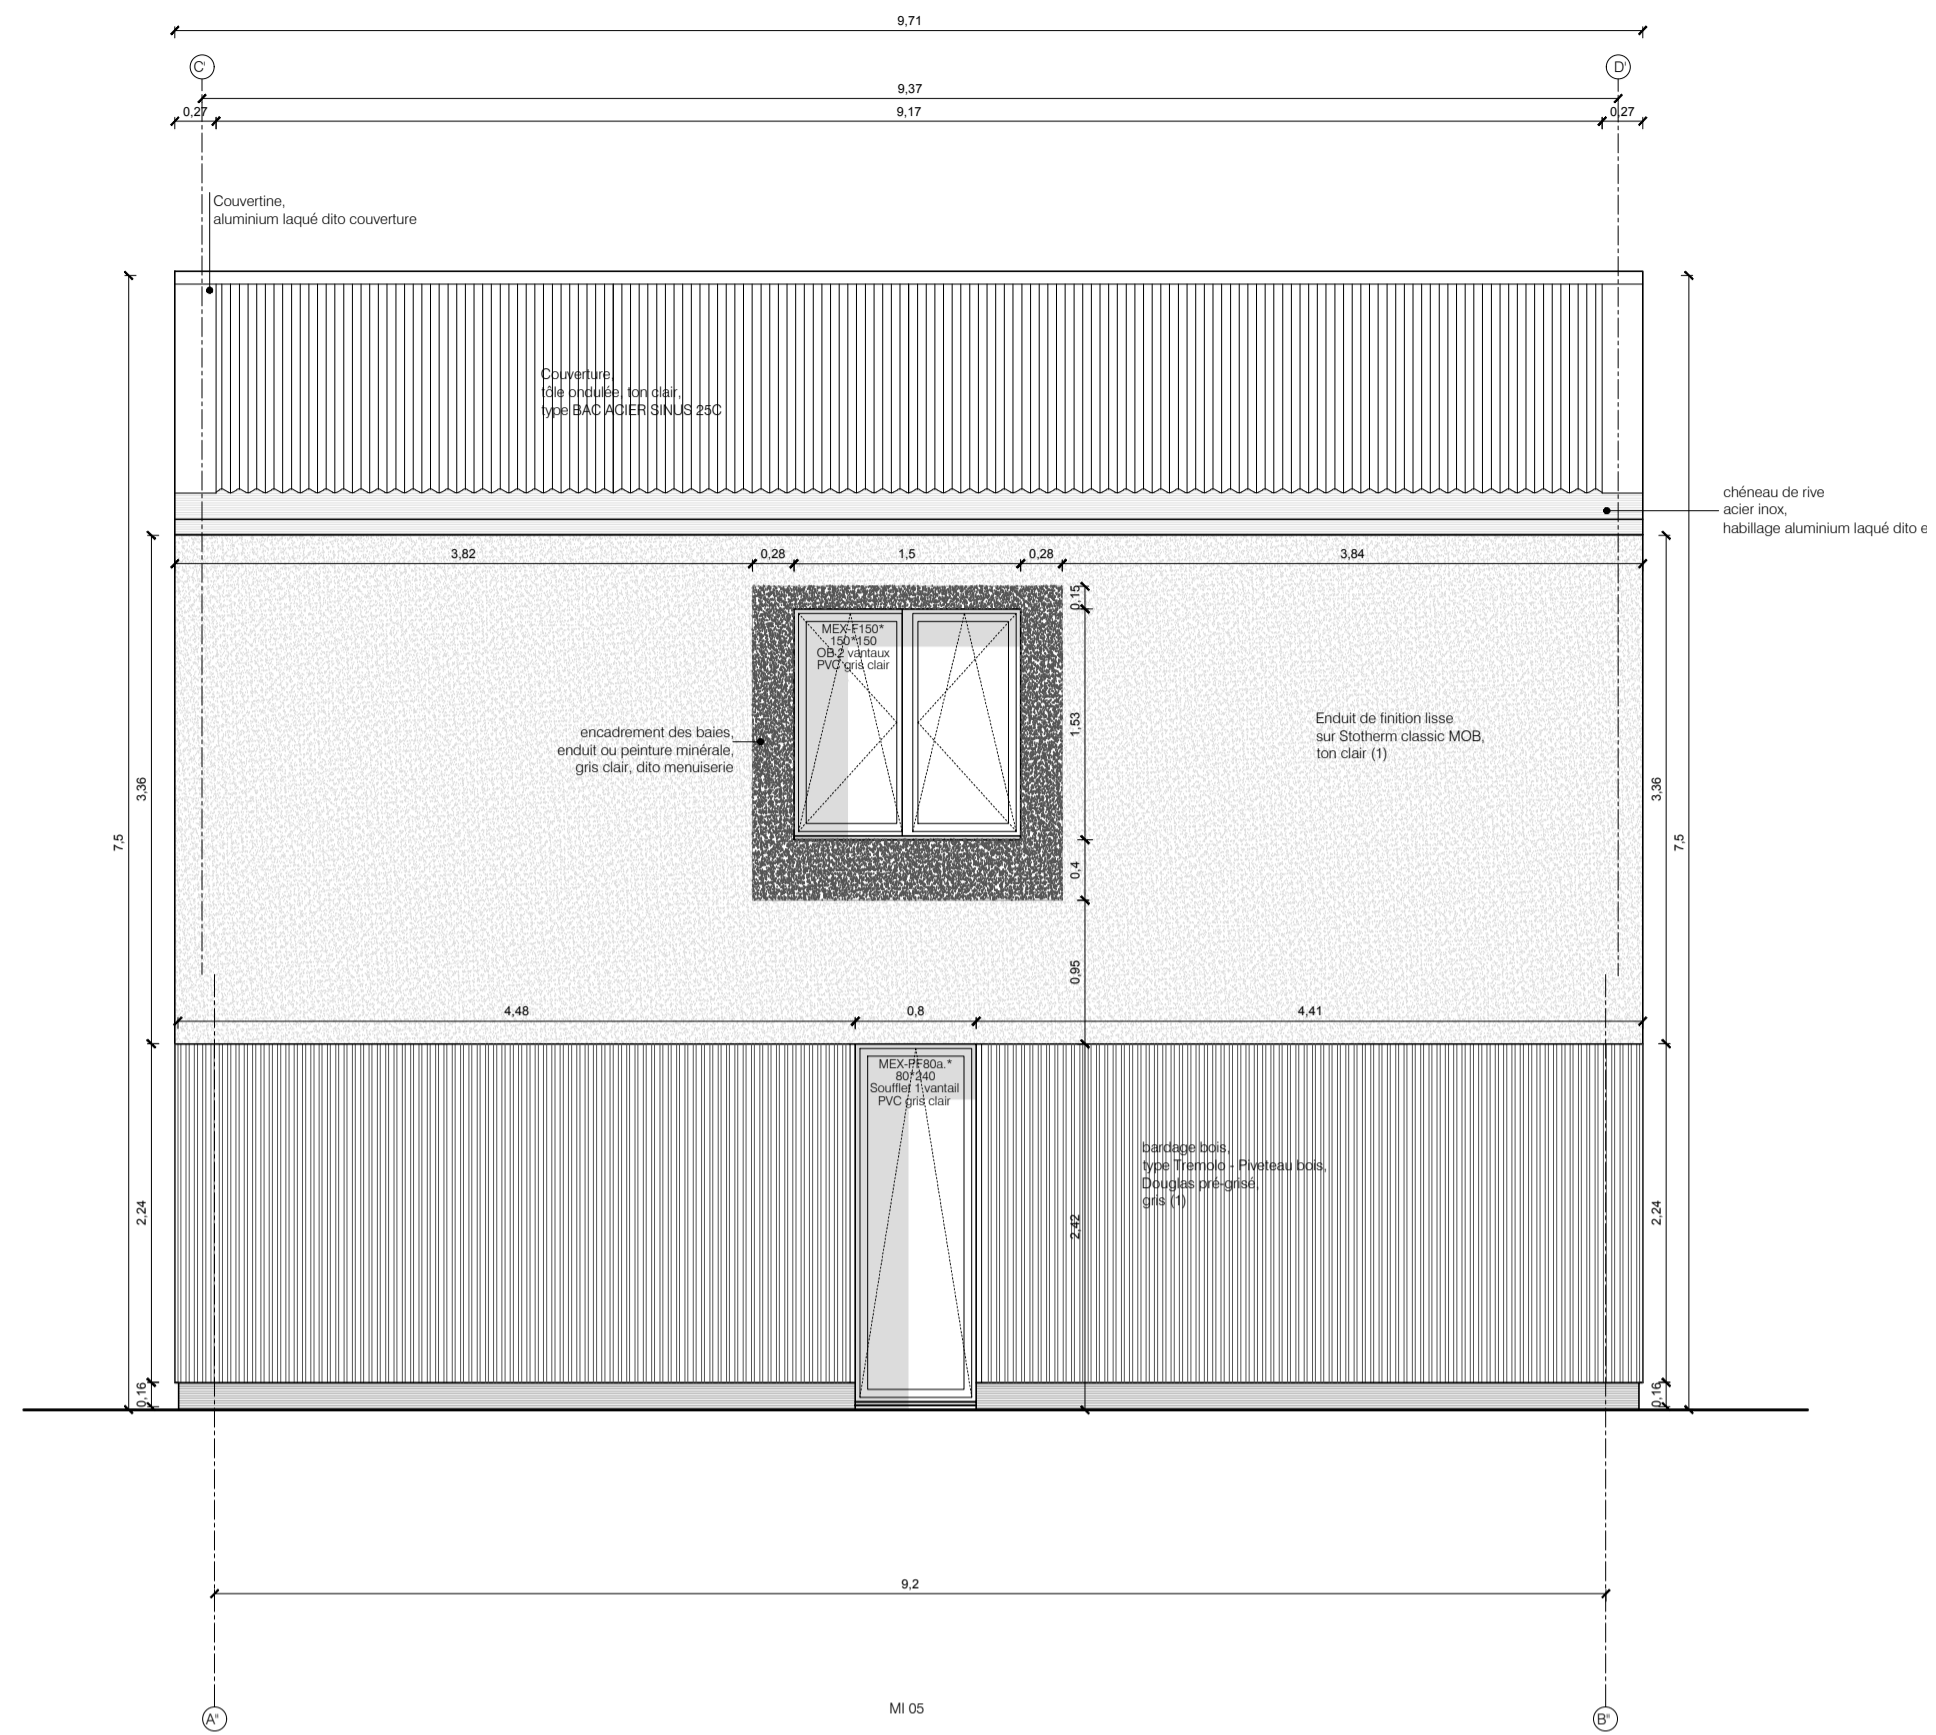 9,71
C'
D'
9,37
0,27
9,17
0,27
Couvertine,
aluminium laqué dito couverture
Couverture,
tôle ondulée, ton clair,
type BAC ACIER SINUS 25C
chéneau de rive
acier inox,
habillage aluminium laqué dito e
3,82
0,28
1,5
0,28
3,84
0,15
MEX-F150*
150*150
OB 2 vantaux
PVC gris clair
encadrement des baies,
enduit ou peinture minérale,
gris clair, dito menuiserie
1,53
Enduit de finition lisse
sur Stotherm classic MOB,
ton clair (1)
3,36
3,36
7,5
7,5
0,4
0,95
4,48
0,8
4,41
MEX-PF80a.*
80*240
Soufflet 1 vantail
PVC gris clair
bardage bois,
type Tremolo - Piveteau bois,
Douglas pré-grisé,
gris (1)
2,24
2,42
2,24
0,16
0,16
9,2
A"
MI 05
B"